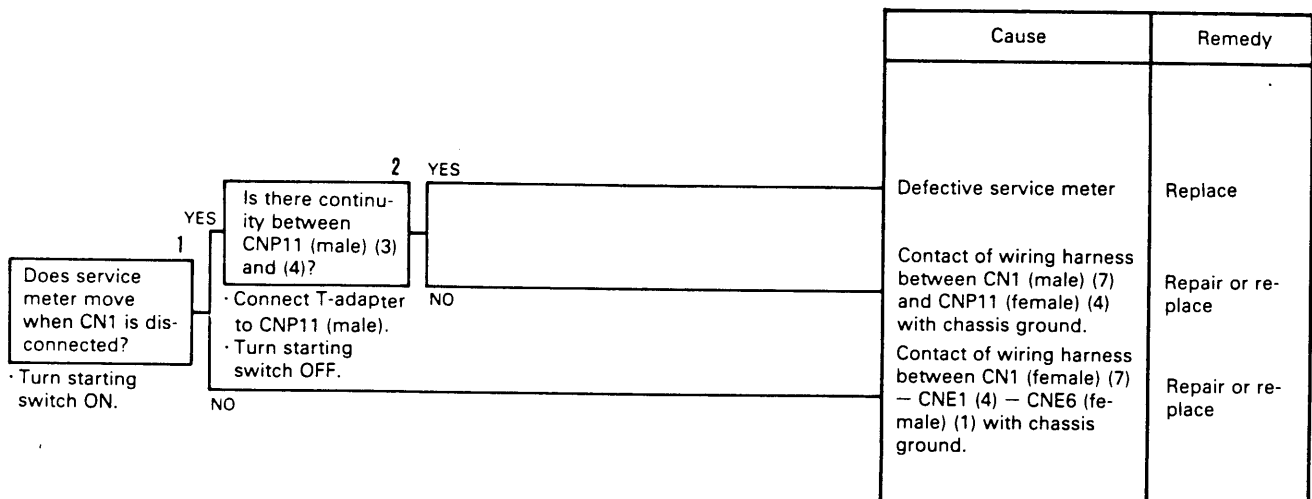 Cause
Remedy
1
Does service
meter move
when CN1 is dis-
connected?
· Turn starting
switch ON.
YES
NO
2
Is there continu-
ity between
CNP11 (male) (3)
and (4)?
· Connect T-adapter
to CNP11 (male).
· Turn starting
switch OFF.
YES
NO
Defective service meter
Replace
Contact of wiring harness
between CN1 (male) (7)
and CNP11 (female) (4)
with chassis ground.
Repair or re-
place
Contact of wiring harness
between CN1 (female) (7)
— CNE1 (4) — CNE6 (fe-
male) (1) with chassis
ground.
Repair or re-
place